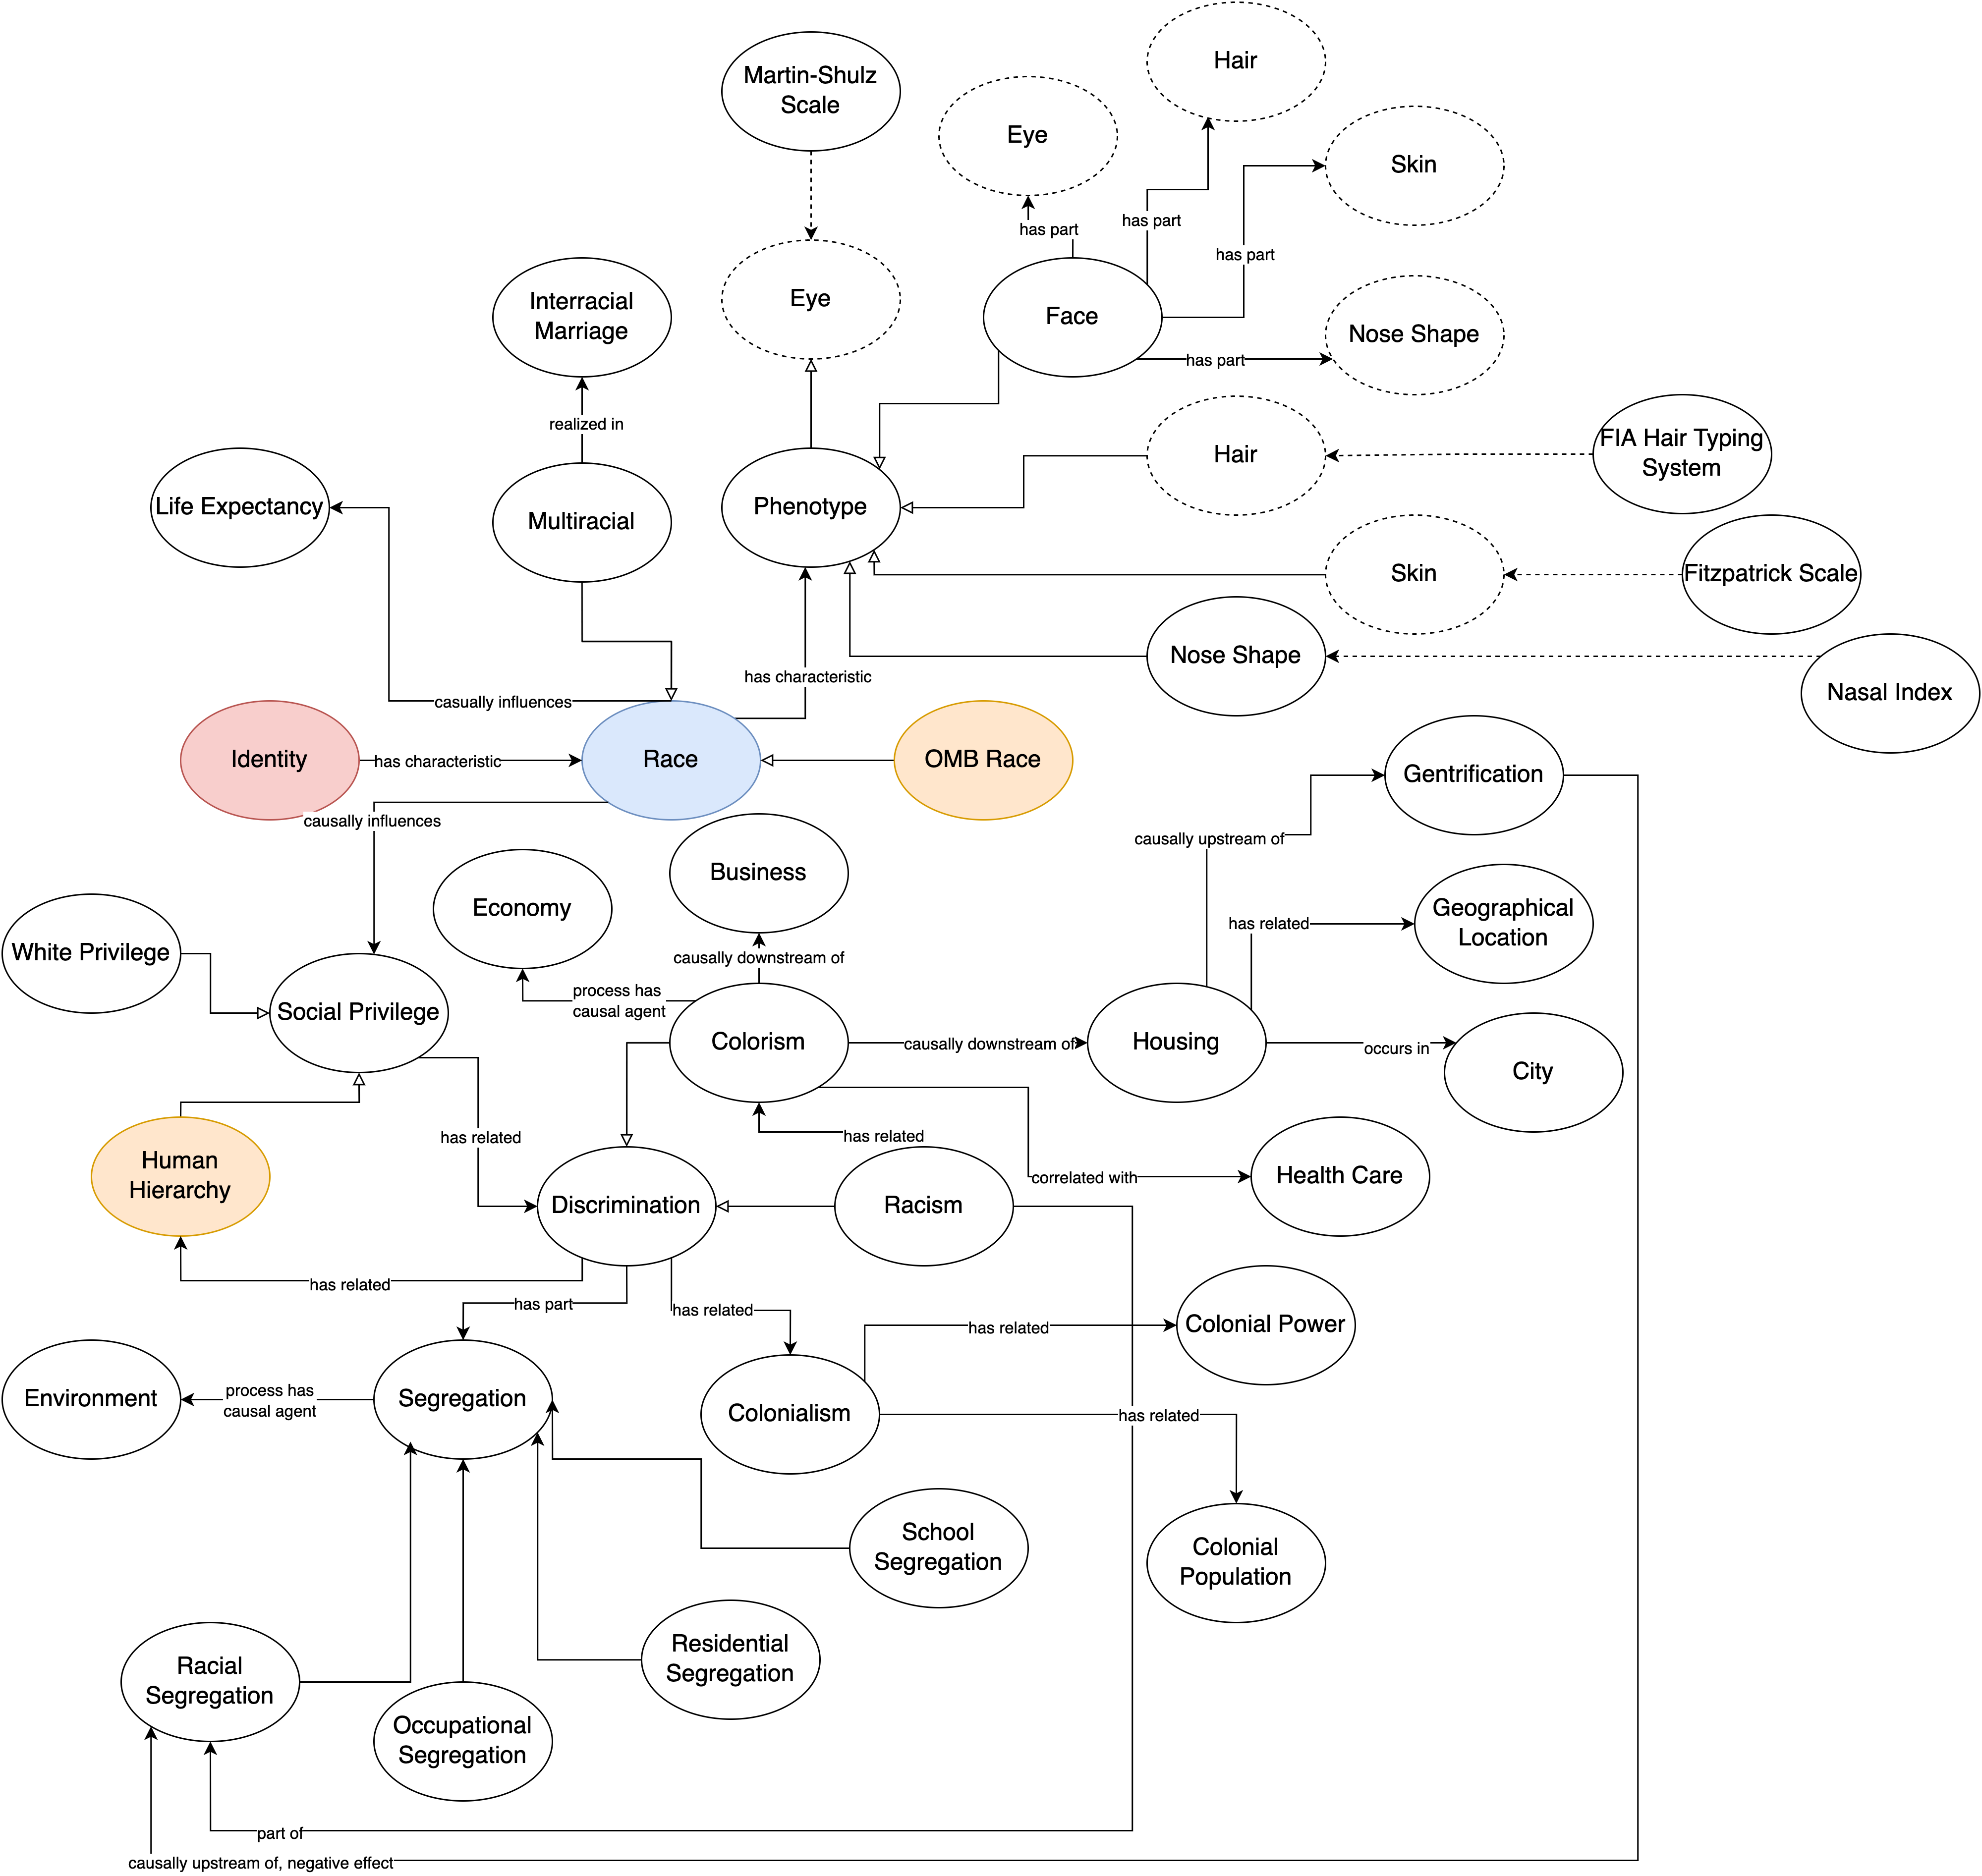 Hair
Martin-Shulz
Scale
Eye
Skin
has part
has part
has part
Interracial
Marriage
Eye
Face
Nose Shape
has part
realized in
FIA Hair Typing
System
Hair
Life Expectancy
Multiracial
Phenotype
Skin
Fitzpatrick Scale
Nose Shape
has characteristic
Nasal Index
casually influences
Identity
has characteristic
Race
OMB Race
Gentrification
causally influences
causally upstream of
Business
Economy
Geographical
Location
has related
White Privilege
causally downstream of
process has
causal agent
Social Privilege
Colorism
causally downstream of
Housing
occurs in
City
has related
has related
Human
Hierarchy
correlated with
Health Care
Discrimination
Racism
has related
has part
has related
has related
Colonial Power
Environment
process has
causal agent
Segregation
Colonialism
has related
School
Segregation
Colonial
Population
Residential
Segregation
Racial
Segregation
Occupational
Segregation
part of
causally upstream of, negative effect